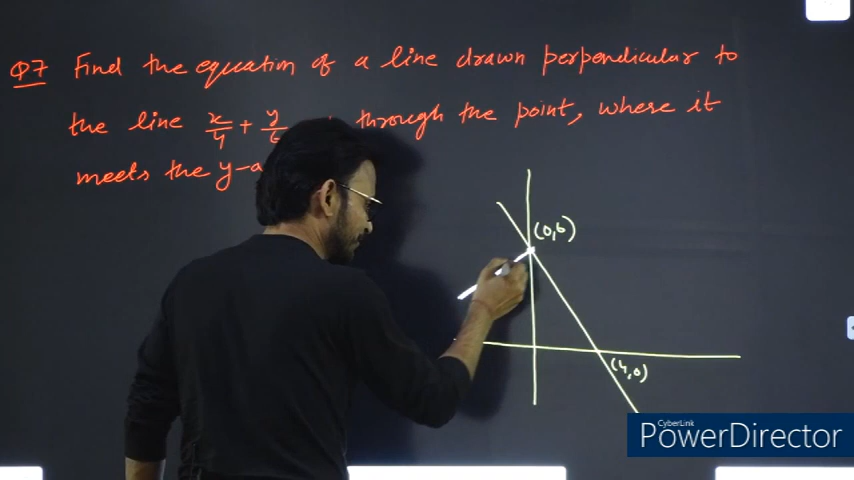 Q7 Find the equation of a line drawn perpendicular to
the line x/4 + y/6 through the point, where it
meets the y-a
(0,6)
(4,0)
CyberLink
PowerDirector